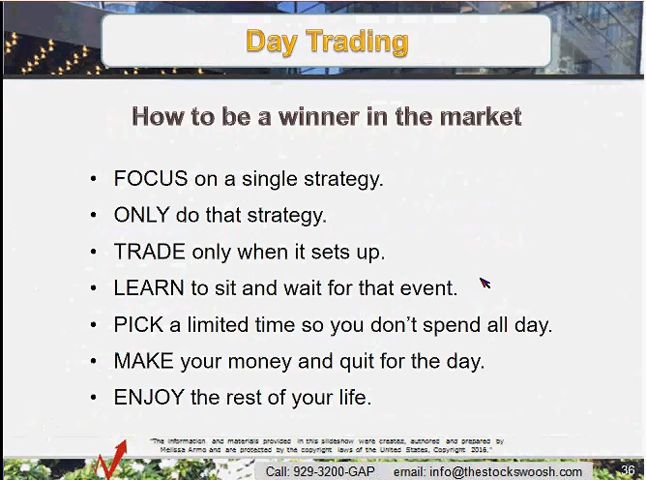 Day Trading
How to be a winner in the market
• FOCUS on a single strategy.
• ONLY do that strategy.
• TRADE only when it sets up.
• LEARN to sit and wait for that event.
• PICK a limited time so you don't spend all day.
• MAKE your money and quit for the day.
• ENJOY the rest of your life.
"The information and materials provided in this slideshow were creates, authored and prepared by
Melissa Armo and are protected by the copyright laws of the United States, Copyright 2016."
Call: 929-3200-GAP email: info@thestockswoosh.com
36